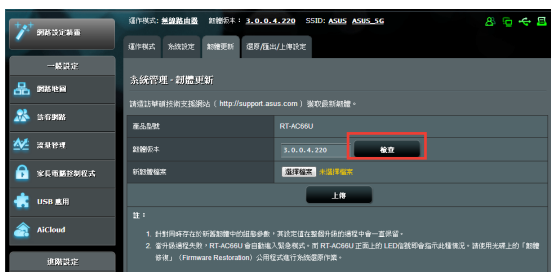 運作模式: 無線路由器 韌體版本: 3.0.0.4.220 SSID: ASUS ASUS_5G
網路設定精靈
運作模式 系統設定 韌體更新 還原/匯出/上傳設定
一般設定
系統管理 - 韌體更新
網路地圖
請造訪華碩技術支援網站 ( http://support.asus.com ) 獲取最新韌體。
訪客網路
產品型號 RT-AC66U
流量管理
韌體版本 3.0.0.4.220 檢查
家長電腦控制程式
新韌體檔案 選擇檔案 未選擇檔案
USB 應用
上傳
AiCloud
註:
1. 針對同時存在於新舊韌體中的組態參數,其設定值在整個升級的過程中會一直保留。
2. 當升級過程失敗,RT-AC66U 會自動進入緊急模式。而 RT-AC66U 正面上的 LED信號即會指示此種情況。請使用光碟上的「韌體
修復」(Firmware Restoration)公用程式進行系統還原作業。
進階設定